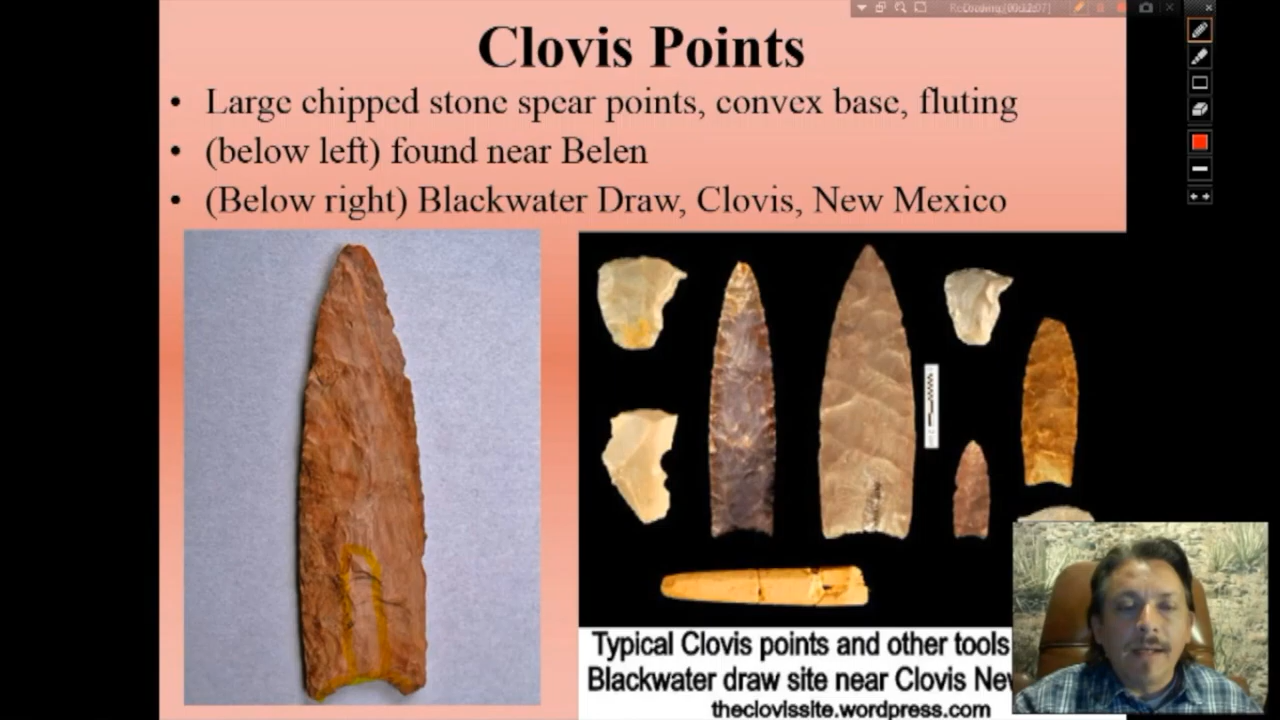 Clovis Points
• Large chipped stone spear points, convex base, fluting
• (below left) found near Belen
• (Below right) Blackwater Draw, Clovis, New Mexico
Typical Clovis points and other tools
Blackwater draw site near Clovis
theclovissite.wordpress.com